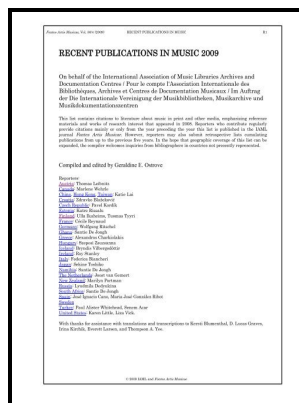 Fontes Artis Musicae, Vol. 56/4 (2009)
RECENT PUBLICATIONS IN MUSIC
R1
RECENT PUBLICATIONS IN MUSIC 2009
On behalf of the International Association of Music Libraries Archives and
Documentation Centres / Pour le compte l'Association Internationale des
Bibliothèques, Archives et Centres de Documentation Musicaux / Im Auftrag
der Die Internationale Vereinigung der Musikbibliotheken, Musikarchive und
Musikdokumentationszentren
This list contains citations to literature about music in print and other media, emphasizing reference
materials and works of research interest that appeared in 2008. Reporters who contribute regularly
provide citations mainly or only from the year preceding the year this list is published in the IAML
journal Fontes Artis Musicae. However, reporters may also submit retrospective lists cumulating
publications from up to the previous five years. In the hope that geographic coverage of this list can be
expanded, the compiler welcomes inquiries from bibliographers in countries not presently represented.
Compiled and edited by Geraldine E. Ostrove
Reporters:
Austria: Thomas Leibnitz
Canada: Marlene Wehrle
China, Hong Kong, Taiwan: Katie Lai
Croatia: Zdravko Blažeković
Czech Republic: Pavel Kordík
Estonia: Katre Rissalu
Finland: Ulla Ikaheimo, Tuomas Tyyri
France: Cécile Reynaud
Germany: Wolfgang Ritschel
Ghana: Santie De Jongh
Greece: Alexandros Charkiolakis
Hungary: Szepesi Zsuzsanna
Iceland: Bryndis Vilbergsdóttir
Ireland: Roy Stanley
Italy: Federica Biancheri
Japan: Sekine Toshiko
Namibia: Santie De Jongh
The Netherlands: Joost van Gemert
New Zealand: Marilyn Portman
Russia: Lyudmila Dedyukina
South Africa: Santie De Jongh
Spain: José Ignacio Cano, Maria José González Ribot
Sweden
Turkey: Paul Alister Whitehead, Senem Acar
United States: Karen Little, Liza Vick
With thanks for assistance with translations and transcriptions to Kersti Blumenthal, D. Lucas Graves,
Irina Kirchik, Everette Larson, and Thompson A. Yee.
© 2009 IAML and Fontes Artis Musicae